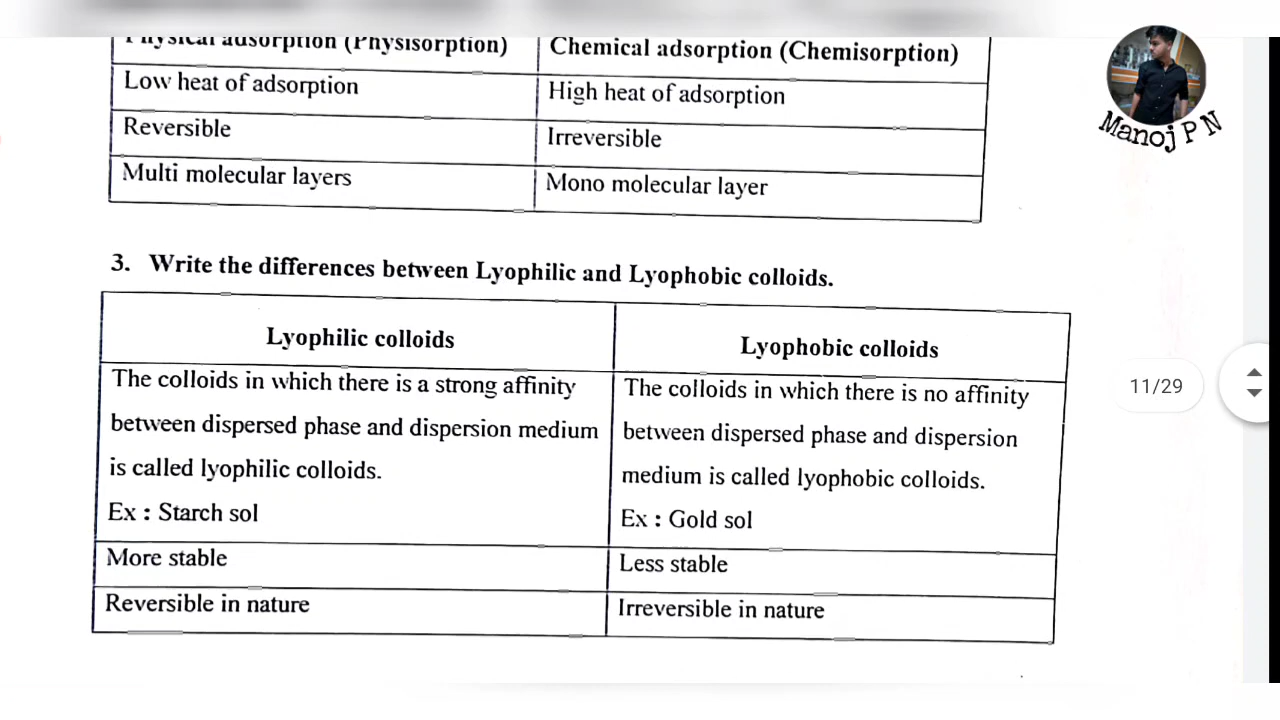 Physical adsorption (Physisorption) Chemical adsorption (Chemisorption)
Low heat of adsorption High heat of adsorption
Reversible Irreversible
Multi molecular layers Mono molecular layer
Manoj P N
3. Write the differences between Lyophilic and Lyophobic colloids.
Lyophilic colloids Lyophobic colloids
The colloids in which there is a strong affinity
between dispersed phase and dispersion medium
is called lyophilic colloids.
Ex : Starch sol
The colloids in which there is no affinity
between dispersed phase and dispersion
medium is called lyophobic colloids.
Ex : Gold sol
More stable Less stable
Reversible in nature Irreversible in nature
11/29